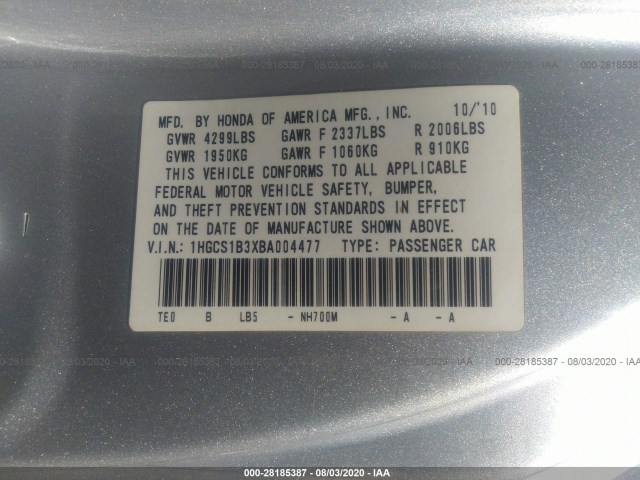 MFD. BY HONDA OF AMERICA MFG., INC. 10/'10
GVWR 4299LBS GAWR F 2337LBS R 2006LBS
GVWR 1950KG GAWR F 1060KG R 910KG
THIS VEHICLE CONFORMS TO ALL APPLICABLE
FEDERAL MOTOR VEHICLE SAFETY, BUMPER,
AND THEFT PREVENTION STANDARDS IN EFFECT
ON THE DATE OF MANUFACTURE SHOWN ABOVE.
V.I.N.: 1HGCS1B3XBA004477 TYPE: PASSENGER CAR
TE0 B LB5 - NH700M - A - A
000-28185387 - 08/03/2020 - IAA